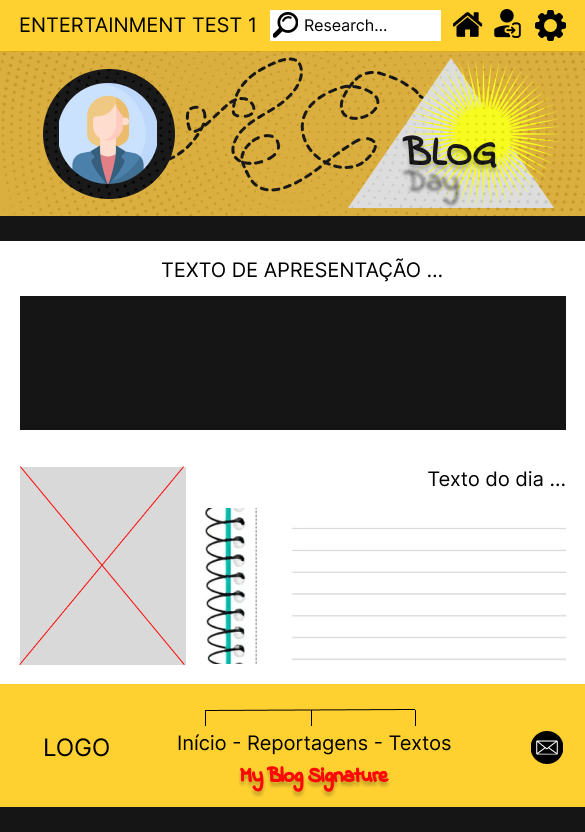 ENTERTAINMENT TEST 1
Research...
BLOG
Day
TEXTO DE APRESENTAÇÃO ...
Texto do dia ...
LOGO
Início - Reportagens - Textos
My Blog Signature